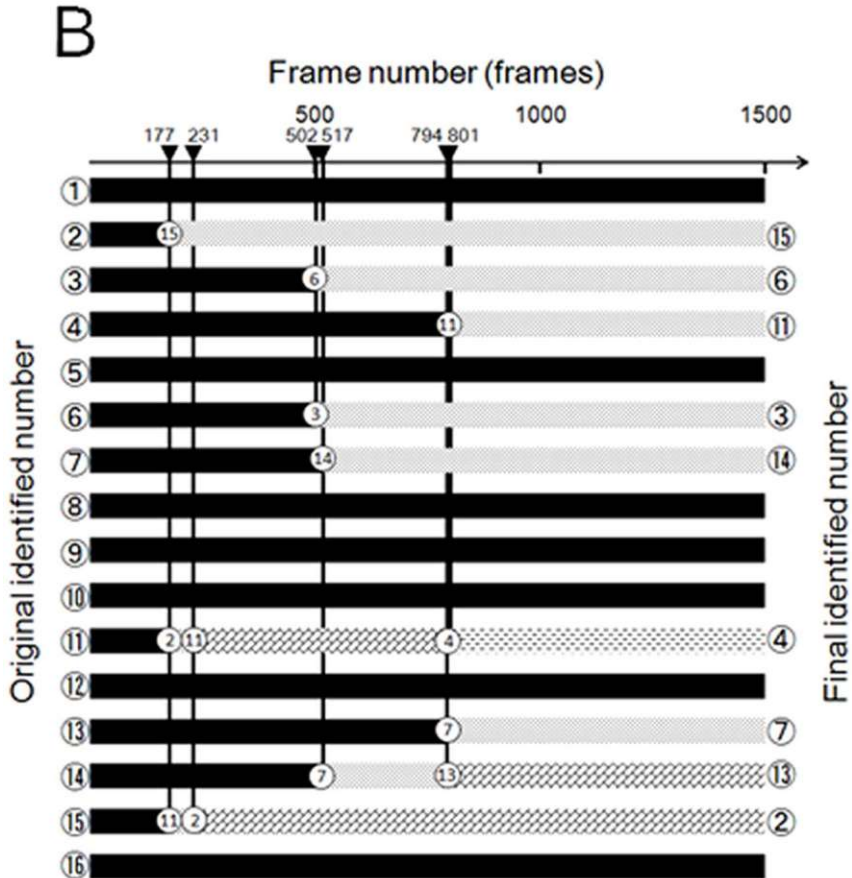 B
Frame number (frames)
500 1000 1500
177 231 502 517 794 801
Original identified number
Final identified number
①
② 15 ⑮
③ 6 ⑥
④ 11 ⑪
⑤
⑥ 3 ③
⑦ 14 ⑭
⑧
⑨
⑩
⑪ 2 11 4 ④
⑫
⑬ 7 ⑦
⑭ 7 13 ⑬
⑮ 11 2 ②
⑯